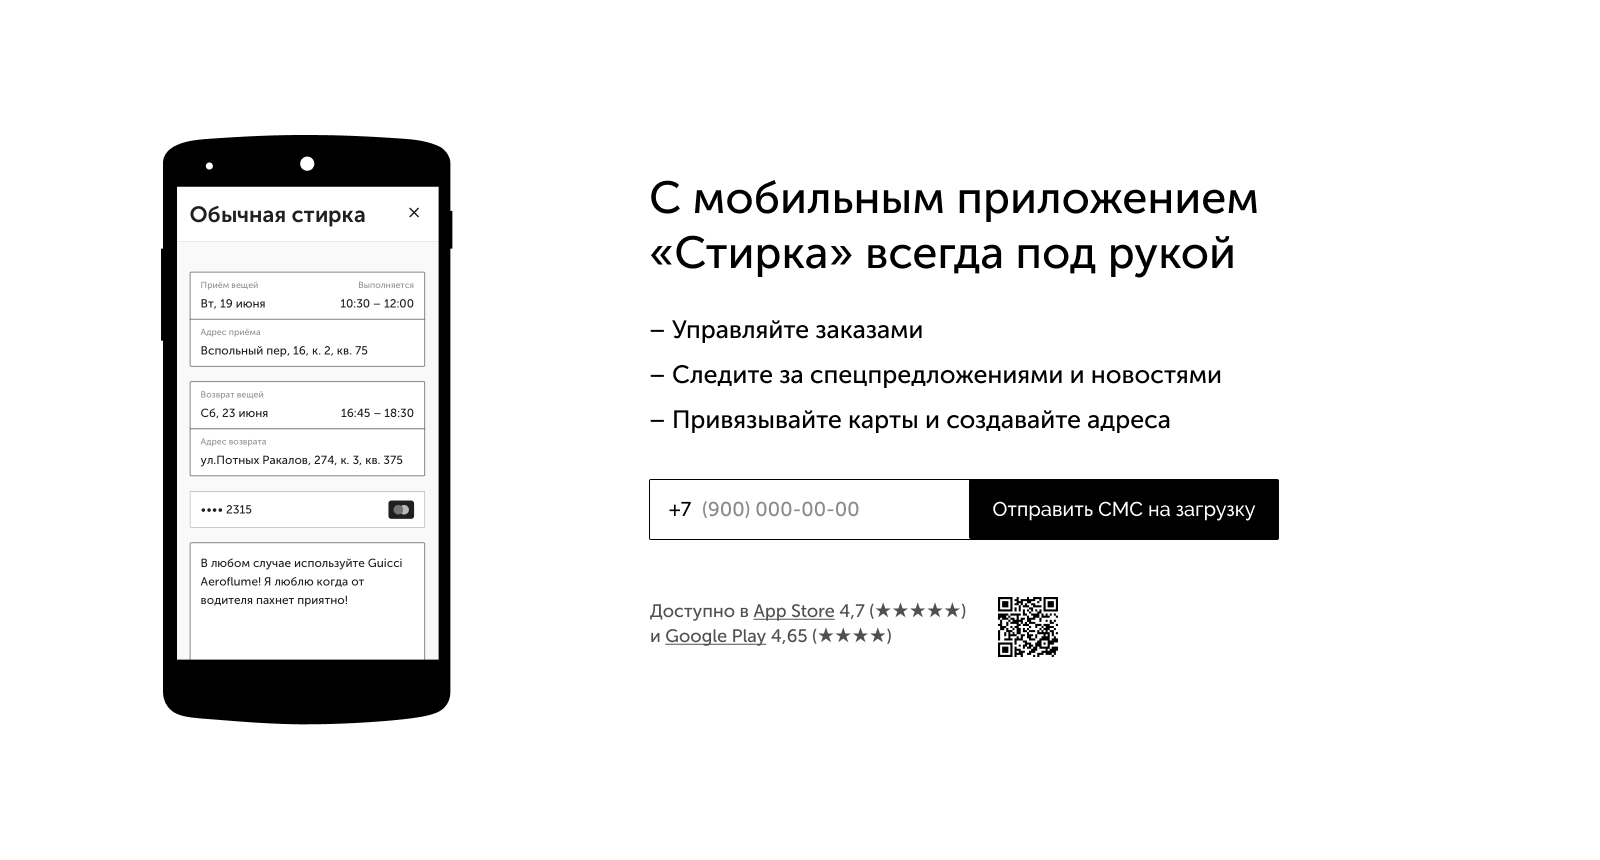 Обычная стирка
Приём вещей Выполняется
Вт, 19 июня 10:30 – 12:00
Адрес приёма
Вспольный пер, 16, к. 2, кв. 75
Возврат вещей
Сб, 23 июня 16:45 – 18:30
Адрес возврата
ул.Потных Ракалов, 274, к. 3, кв. 375
•••• 2315
В любом случае используйте Guicci
Aeroflume! Я люблю когда от
водителя пахнет приятно!
С мобильным приложением
«Стирка» всегда под рукой
– Управляйте заказами
– Следите за спецпредложениями и новостями
– Привязывайте карты и создавайте адреса
+7 (900) 000-00-00 Отправить СМС на загрузку
Доступно в App Store 4,7 (★★★★★)
и Google Play 4,65 (★★★★)